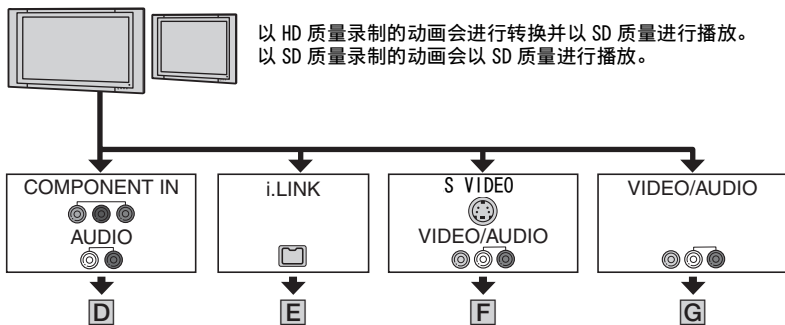 以 HD 质量录制的动画会进行转换并以 SD 质量进行播放。
以 SD 质量录制的动画会以 SD 质量进行播放。
COMPONENT IN
AUDIO
i.LINK
S VIDEO
VIDEO/AUDIO
VIDEO/AUDIO
D
E
F
G